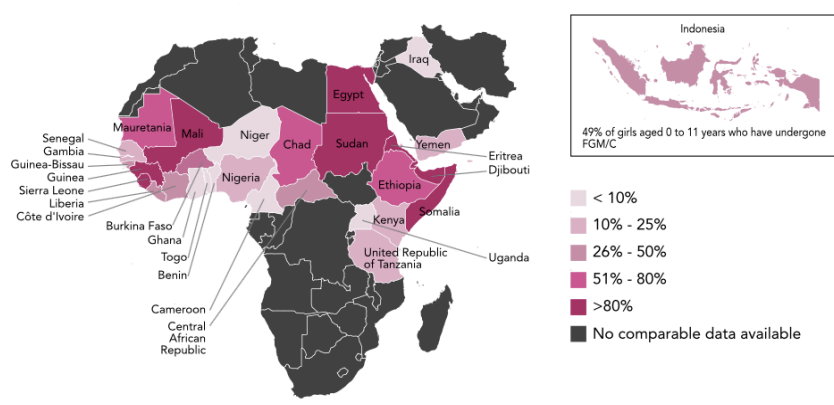 Indonesia
49% of girls aged 0 to 11 years who have undergone
FGM/C
Iraq
Egypt
Mauretania
Mali
Niger
Chad
Sudan
Yemen
Eritrea
Djibouti
Senegal
Gambia
Guinea-Bissau
Guinea
Sierra Leone
Liberia
Côte d'Ivoire
Nigeria
Ethiopia
Somalia
Burkina Faso
Ghana
Togo
Benin
Kenya
United Republic
of Tanzania
Uganda
Cameroon
Central
African
Republic
< 10%
10% - 25%
26% - 50%
51% - 80%
>80%
No comparable data available